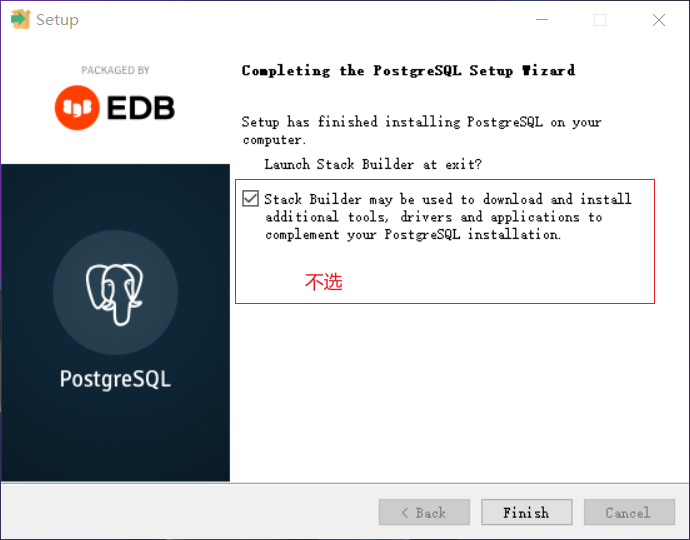 Setup
PACKAGED BY
EDB
PostgreSQL
Completing the PostgreSQL Setup Wizard
Setup has finished installing PostgreSQL on your
computer.
Launch Stack Builder at exit?
Stack Builder may be used to download and install
additional tools, drivers and applications to
complement your PostgreSQL installation.
不选
< Back
Finish
Cancel